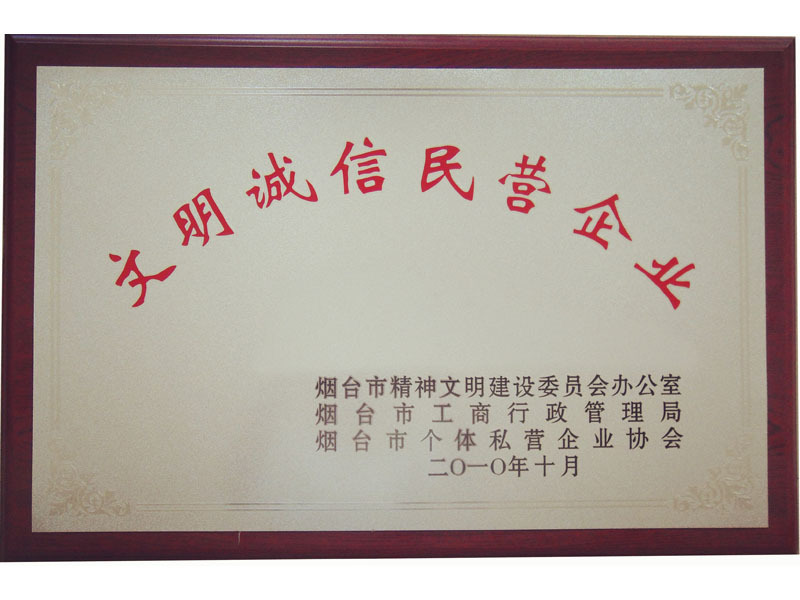 文明诚信民营企业
烟台市精神文明建设委员会办公室
烟台市工商行政管理局
烟台市个体私营企业协会
二〇一〇年十月